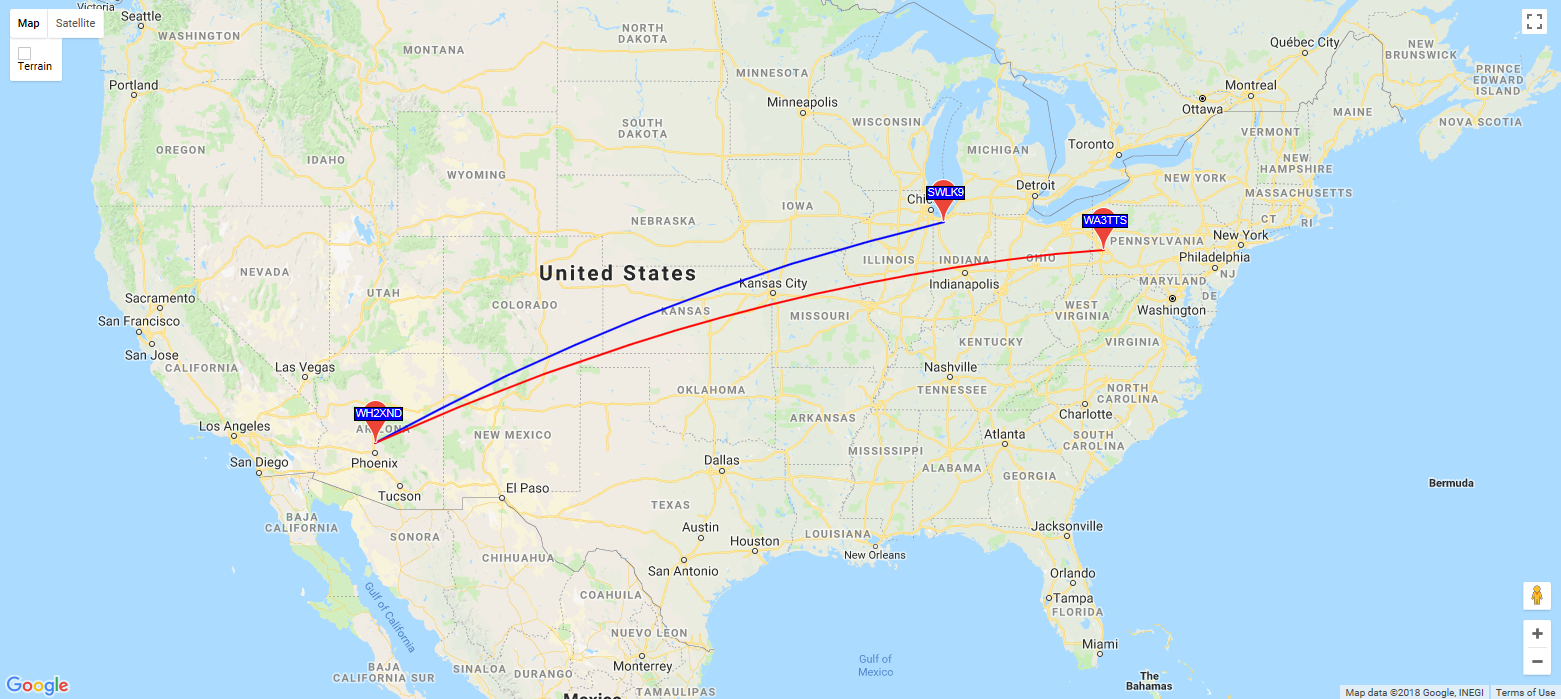 Victoria
Map
Satellite
Terrain
Seattle
WASHINGTON
NORTH
DAKOTA
MONTANA
Québec City
NEW
BRUNSWICK
PRINCE
EDWARD
ISLAND
MINNESOTA
Portland
Montreal
Ottawa
Minneapolis
MAINE
WISCONSIN
SOUTH
DAKOTA
NOVA SCOTIA
VERMONT
OREGON
IDAHO
MICHIGAN
Toronto
NEW
HAMPSHIRE
WYOMING
NEW YORK
Detroit
MASSACHUSETTS
SWLK9
Chic
IOWA
NEBRASKA
WA3TTS
CT
RI
New York
PENNSYLVANIA
Philadelphia
ILLINOIS
INDIANA
OHIO
NEVADA
United States
NJ
Kansas City
Indianapolis
MARYLAND
UTAH
COLORADO
DE
Sacramento
WEST
VIRGINIA
Washington
KANSAS
MISSOURI
San Francisco
San Jose
KENTUCKY
VIRGINIA
CALIFORNIA
Las Vegas
Nashville
TENNESSEE
OKLAHOMA
NORTH
CAROLINA
WH2XND
ARIZONA
Charlotte
ARKANSAS
Los Angeles
NEW MEXICO
Atlanta
SOUTH
CAROLINA
MISSISSIPPI
San Diego
Phoenix
Dallas
ALABAMA
GEORGIA
Tucson
El Paso
Bermuda
TEXAS
BAJA
CALIFORNIA
SONORA
Austin
Jacksonville
LOUISIANA
Houston
New Orleans
CHIHUAHUA
San Antonio
Orlando
COAHUILA
Tampa
FLORIDA
Gulf of California
NUEVO LEON
Miami
Gulf of
Mexico
Monterrey
BAJA
CALIFORNIA SUR
SINALOA
DURANGO
The
Bahamas
TAMAULIPAS
Mexico
Google
Map data ©2018 Google, INEGI
Terms of Use